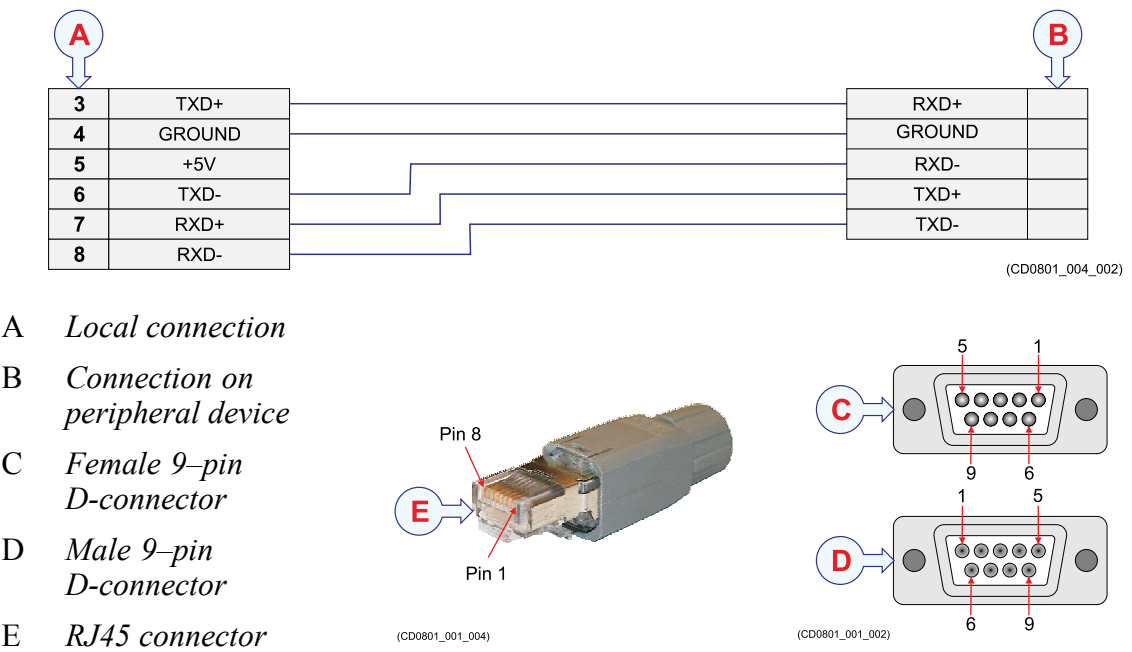 A
B
3 TXD+
4 GROUND
5 +5V
6 TXD-
7 RXD+
8 RXD-
RXD+
GROUND
RXD-
TXD+
TXD-
(CD0801_004_002)
A Local connection
B Connection on
peripheral device
C Female 9–pin
D-connector
D Male 9–pin
D-connector
E RJ45 connector
Pin 8
E
Pin 1
(CD0801_001_004)
5 1
C
9 6
1 5
D
6 9
(CD0801_001_002)